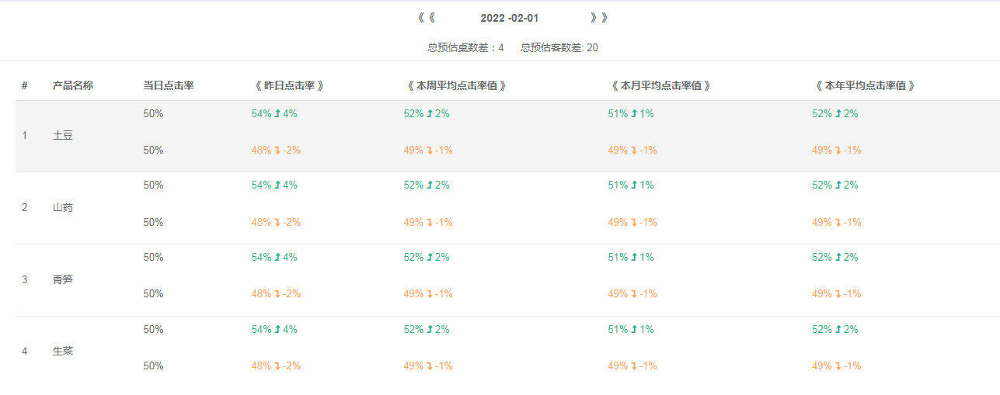 《《 2022 -02-01 》》
总预估桌数差：4 总预估客数差: 20
# 产品名称 当日点击率 《 昨日点击率 》 《 本周平均点击率值 》 《 本月平均点击率值 》 《 本年平均点击率值 》
50% 54% ⮥ 4% 52% ⮥ 2% 51% ⮥ 1% 52% ⮥ 2%
1 土豆
50% 48% ⮧ -2% 49% ⮧ -1% 49% ⮧ -1% 49% ⮧ -1%
50% 54% ⮥ 4% 52% ⮥ 2% 51% ⮥ 1% 52% ⮥ 2%
2 山药
50% 48% ⮧ -2% 49% ⮧ -1% 49% ⮧ -1% 49% ⮧ -1%
50% 54% ⮥ 4% 52% ⮥ 2% 51% ⮥ 1% 52% ⮥ 2%
3 青笋
50% 48% ⮧ -2% 49% ⮧ -1% 49% ⮧ -1% 49% ⮧ -1%
50% 54% ⮥ 4% 52% ⮥ 2% 51% ⮥ 1% 52% ⮥ 2%
4 生菜
50% 48% ⮧ -2% 49% ⮧ -1% 49% ⮧ -1% 49% ⮧ -1%